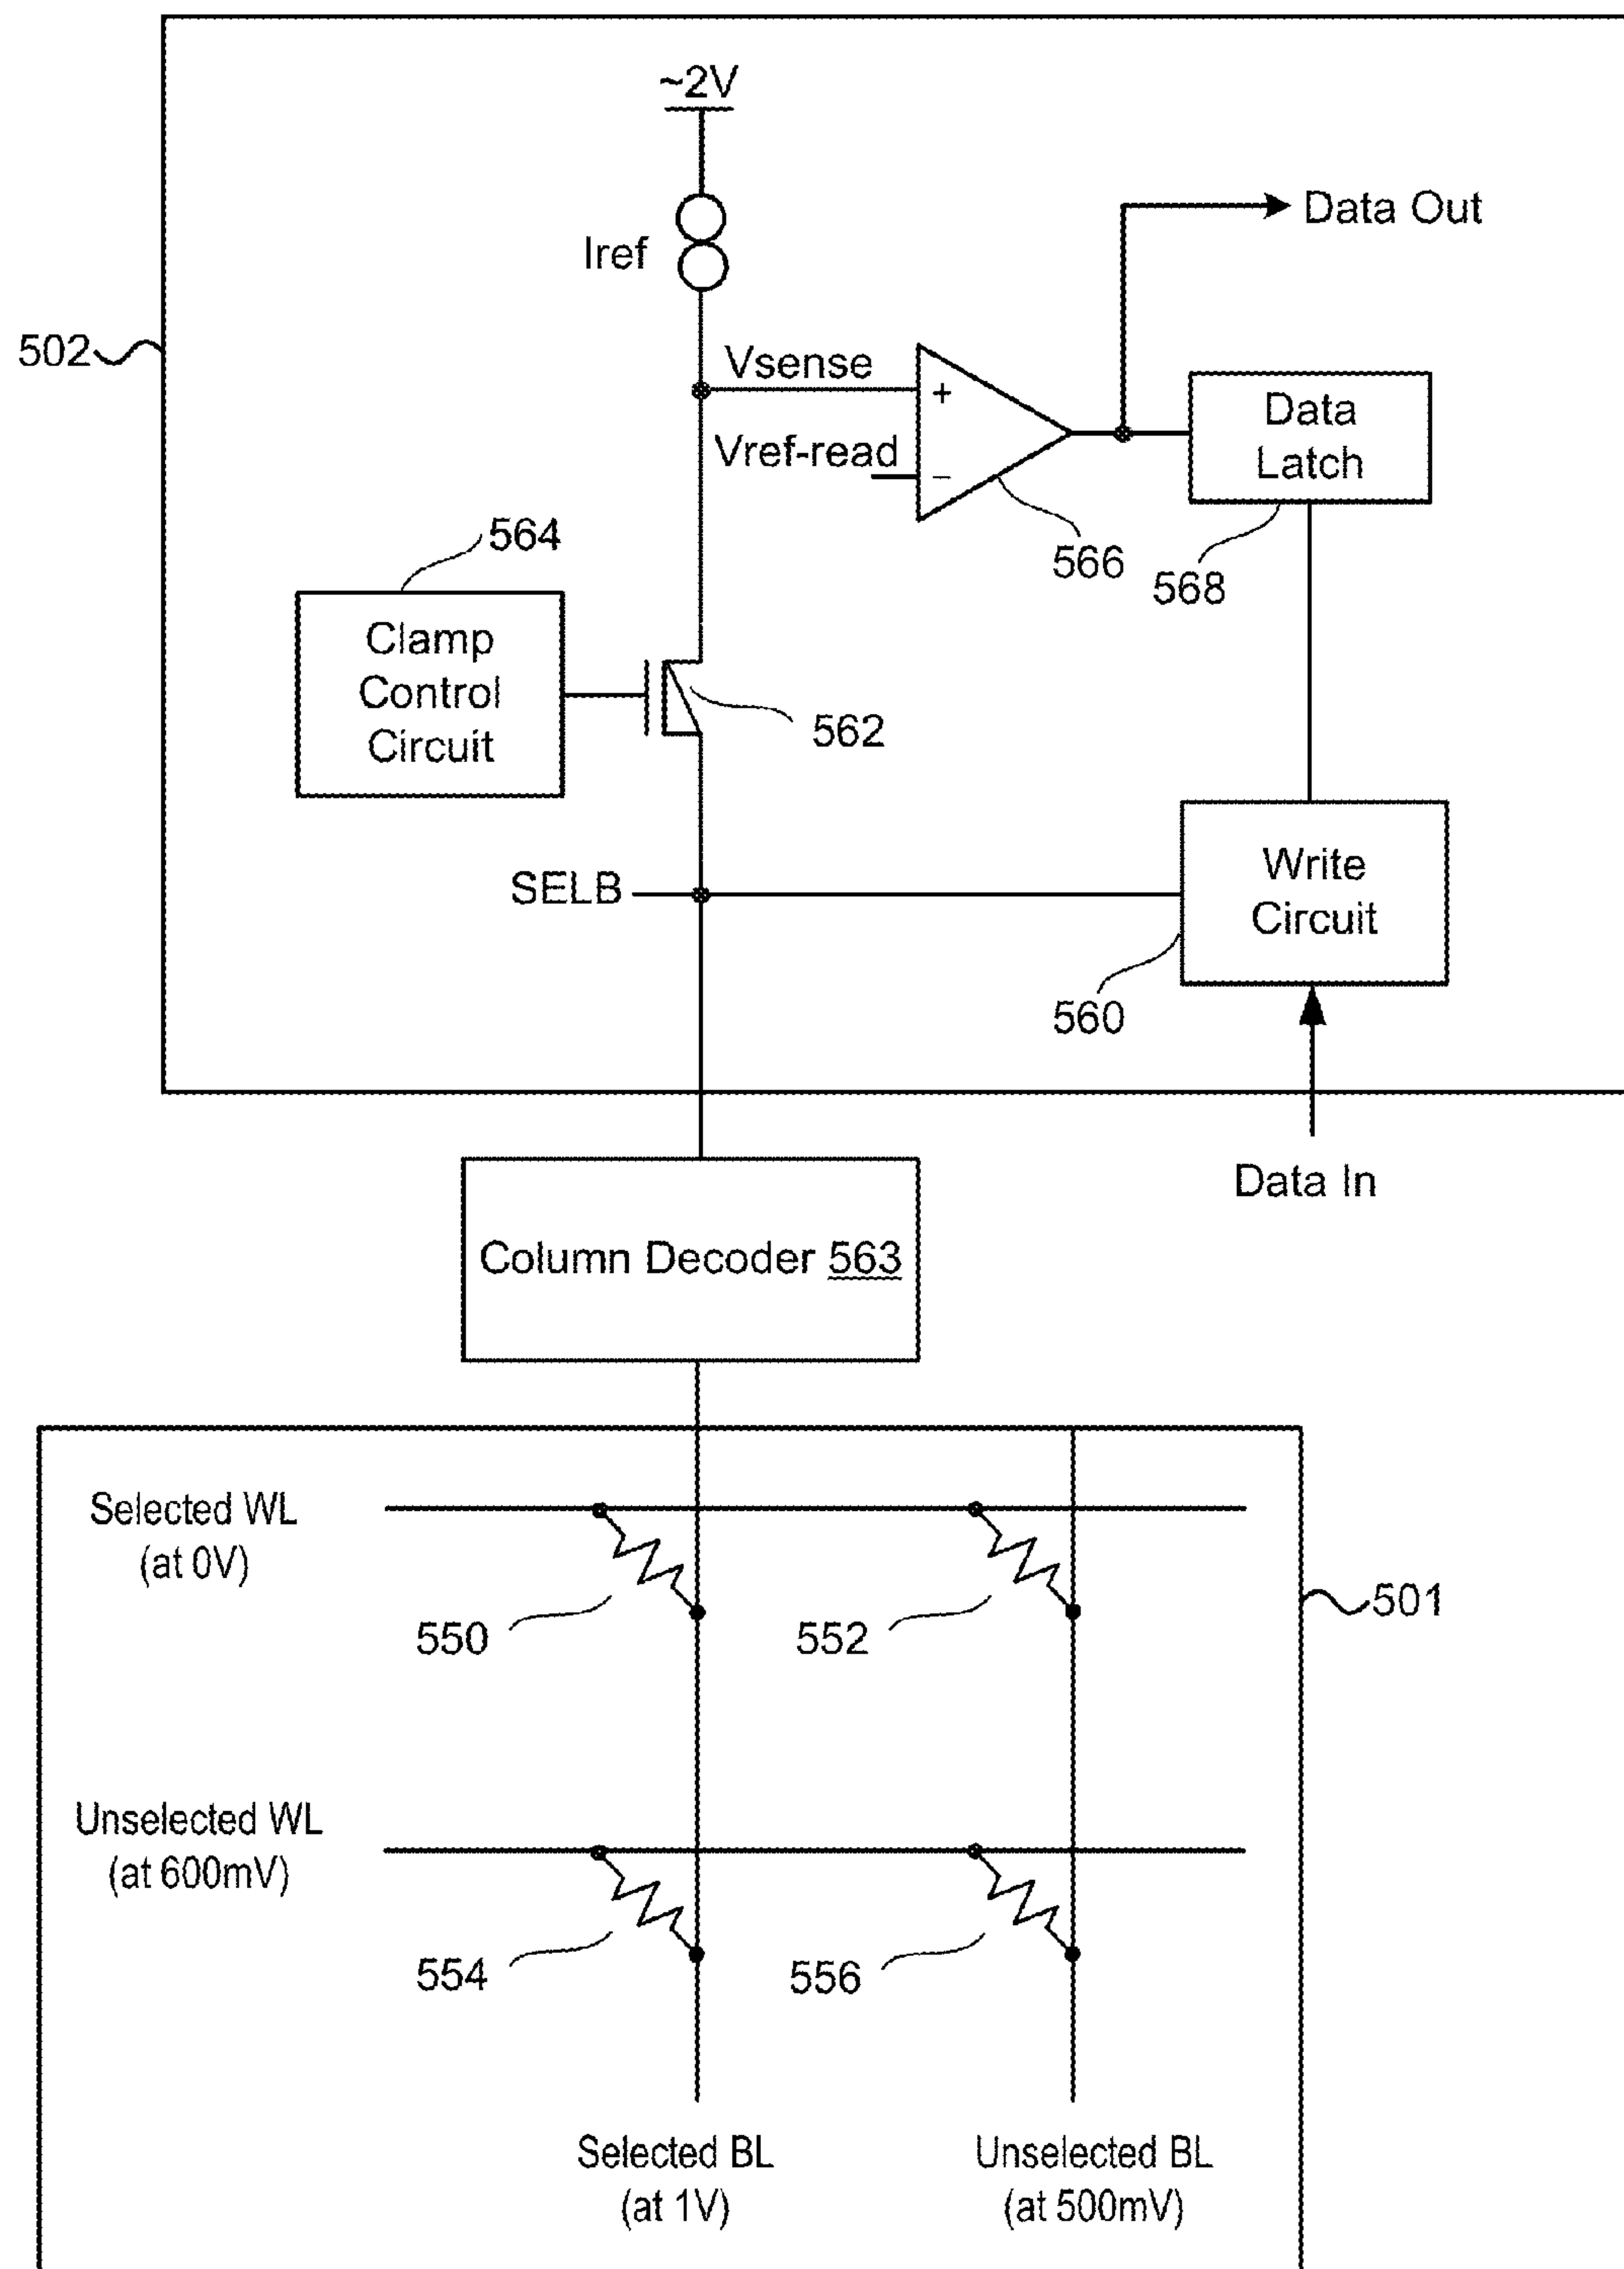 ~2V
Iref
Data Out
502
Vsense
+
Vref-read
−
Data
Latch
564
566
568
Clamp
Control
Circuit
562
SELB
Write
Circuit
560
Data In
Column Decoder 563
Selected WL
(at 0V)
550
552
501
Unselected WL
(at 600mV)
554
556
Selected BL
(at 1V)
Unselected BL
(at 500mV)